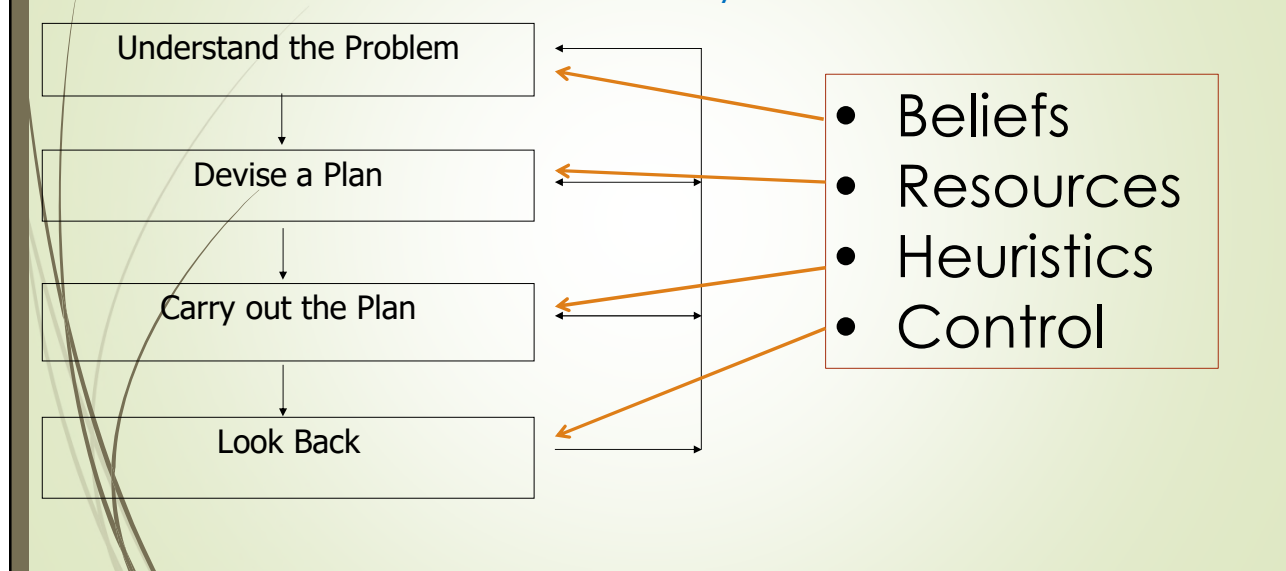 Understand the Problem
Devise a Plan
Carry out the Plan
Look Back
• Beliefs
• Resources
• Heuristics
• Control